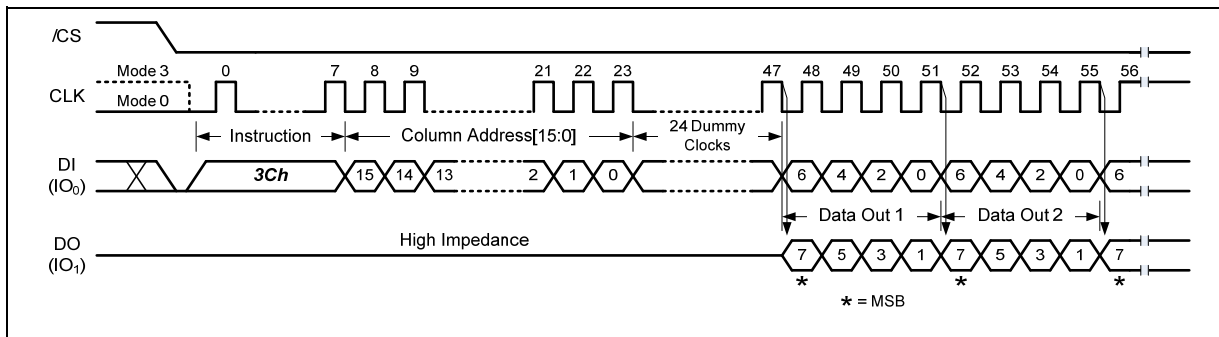 /CS
Mode 3 0 7 8 9 21 22 23 47 48 49 50 51 52 53 54 55 56
CLK
Mode 0
Instruction Column Address[15:0] 24 Dummy
Clocks
DI
(IO0)
3Ch 15 14 13 2 1 0 6 4 2 0 6 4 2 0 6
Data Out 1 Data Out 2
High Impedance
DO
(IO1)
7 5 3 1 7 5 3 1 7
* * *
* = MSB